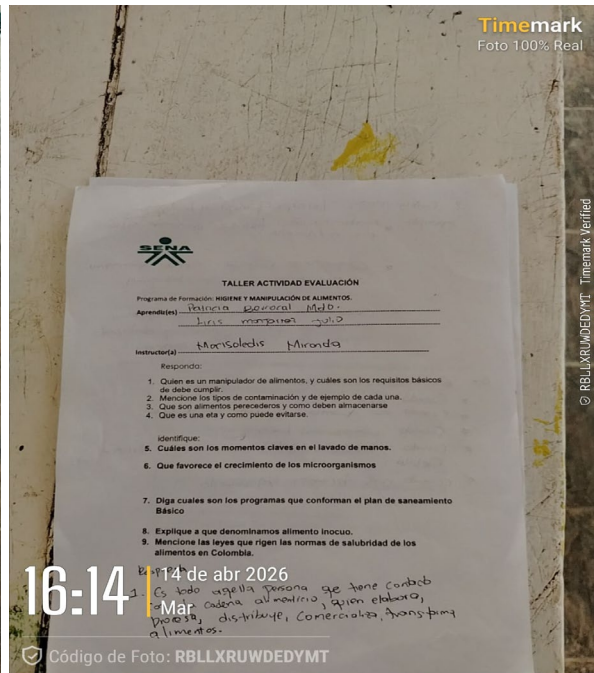 Timemark
Foto 100% Real
SENA
TALLER ACTIVIDAD EVALUACIÓN
Programa de Formación: HIGIENE Y MANIPULACIÓN DE ALIMENTOS.
Aprendiz(es) Patricia
Instructor(a) Marisoledis Miranda
Responda:
1. Quien es un manipulador de alimentos, y cuáles son los requisitos básicos
de debe cumplir.
2. Mencione los tipos de contaminación y de ejemplo de cada una.
3. Que son alimentos perecederos y como deben almacenarse
4. Que es una eta y como puede evitarse.
identifique:
5. Cuáles son los momentos claves en el lavado de manos.
6. Que favorece el crecimiento de los microorganismos
7. Diga cuales son los programas que conforman el plan de saneamiento
Básico
8. Explique a que denominamos alimento inocuo.
9. Mencione las leyes que rigen las normas de salubridad de los
alimentos en Colombia.
1. Es todo aquella persona que tiene contacto
cadena alimenticio, quien elabora,
procesa, distribuye, comercializa, transforma
alimentos.
16:14
14 de abr 2026
Mar
Código de Foto: RBLLXRUWDEDYMT
RBLLXRUWDEDYMT Timemark Verified